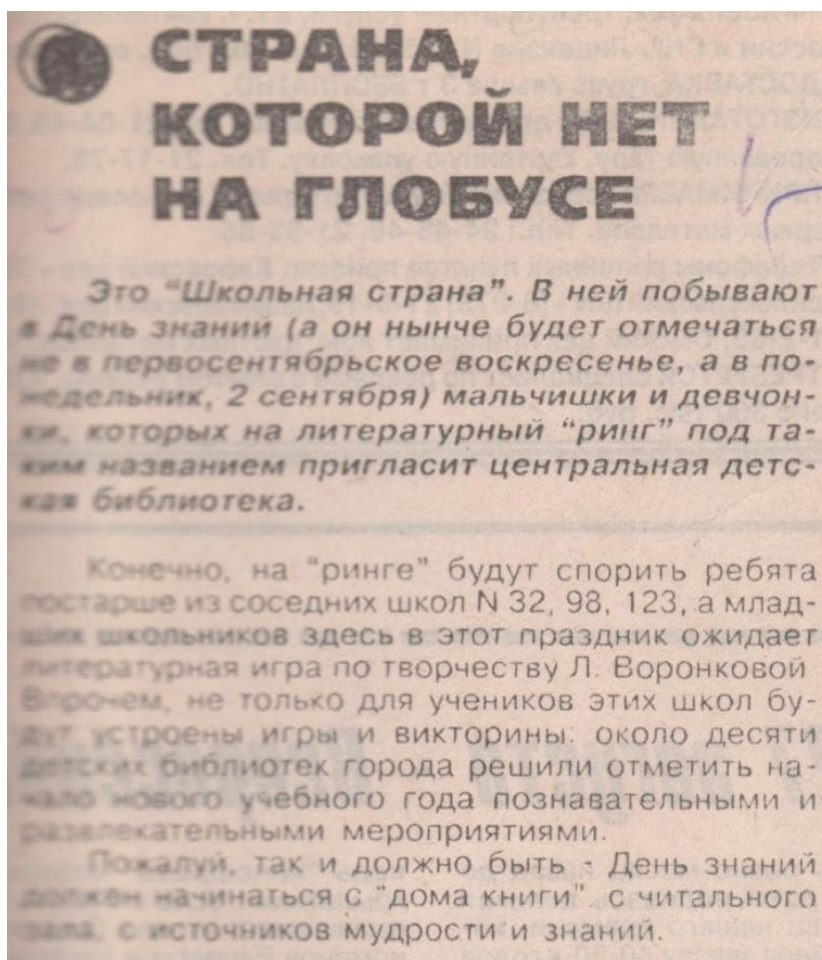 СТРАНА,
КОТОРОЙ НЕТ
НА ГЛОБУСЕ
Это "Школьная страна". В ней побывают
в День знаний (а он нынче будет отмечаться
не в первосентябрьское воскресенье, а в по-
недельник, 2 сентября) мальчишки и девчон-
ки, которых на литературный "ринг" под та-
ким названием пригласит центральная детс-
кая библиотека.
Конечно, на "ринге" будут спорить ребята
постарше из соседних школ N 32, 98, 123, а млад-
ших школьников здесь в этот праздник ожидает
литературная игра по творчеству Л. Воронковой
Впрочем, не только для учеников этих школ бу-
дут устроены игры и викторины: около десяти
детских библиотек города решили отметить на-
чало нового учебного года познавательными и
развлекательными мероприятиями.
Пожалуй, так и должно быть - День знаний
должен начинаться с "дома книги" с читального
зала, с источников мудрости и знаний.